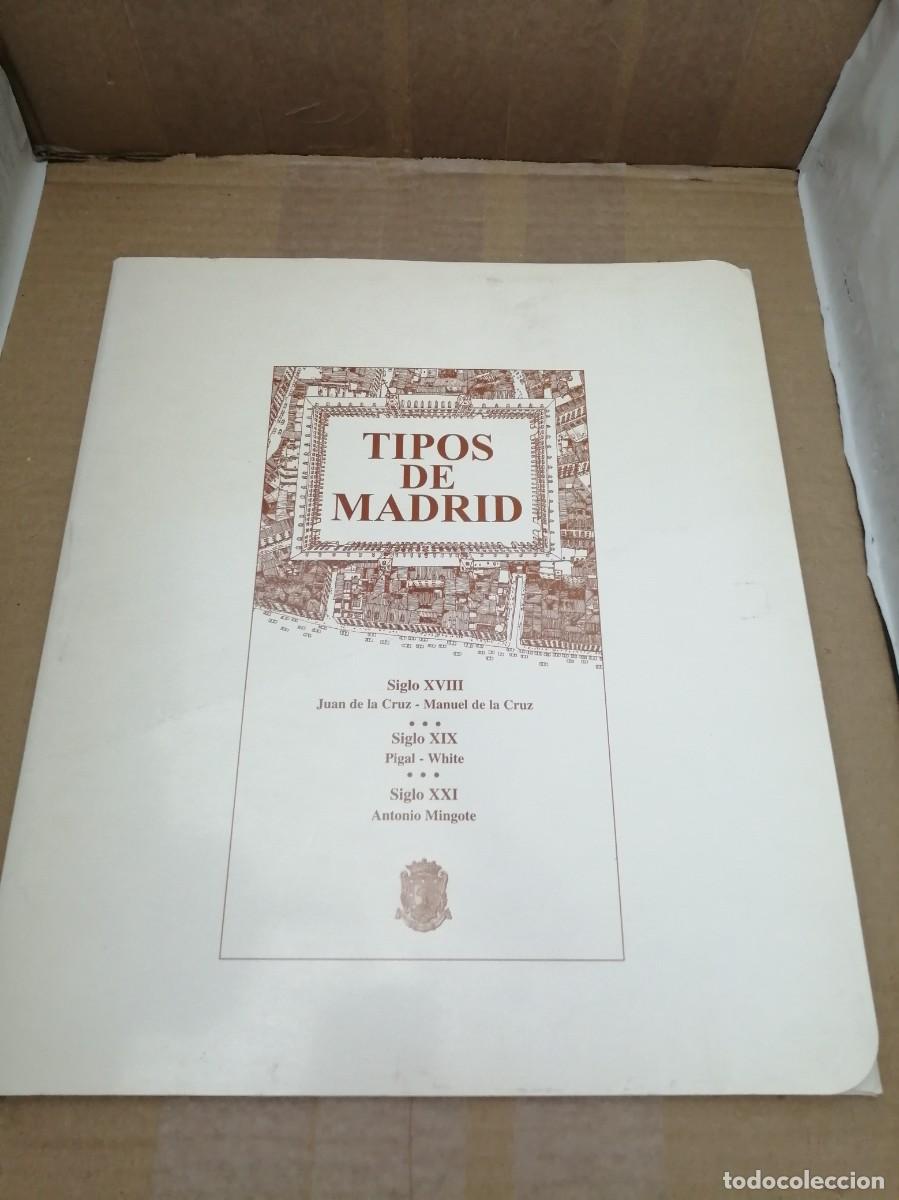 TIPOS
DE
MADRID
Siglo XVIII
Juan de la Cruz - Manuel de la Cruz
• • •
Siglo XIX
Pigal - White
• • •
Siglo XXI
Antonio Mingote
todocoleccion